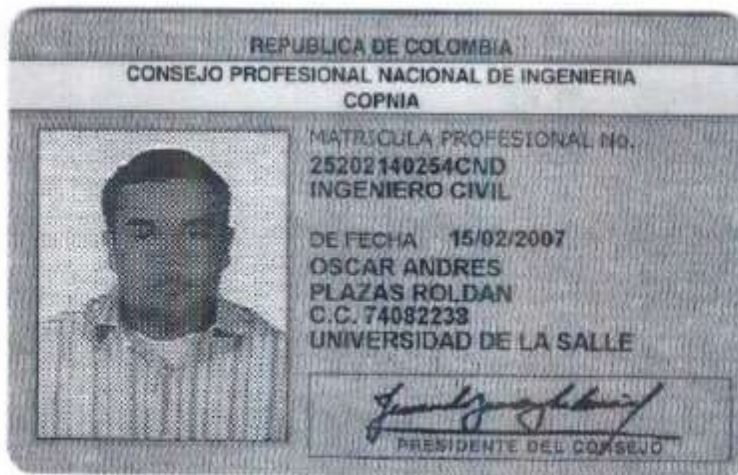 REPUBLICA DE COLOMBIA
CONSEJO PROFESIONAL NACIONAL DE INGENIERIA
COPNIA
MATRICULA PROFESIONAL No.
25202140254CND
INGENIERO CIVIL
DE FECHA 15/02/2007
OSCAR ANDRES
PLAZAS ROLDAN
C.C. 74082238
UNIVERSIDAD DE LA SALLE
PRESIDENTE DEL CONSEJO